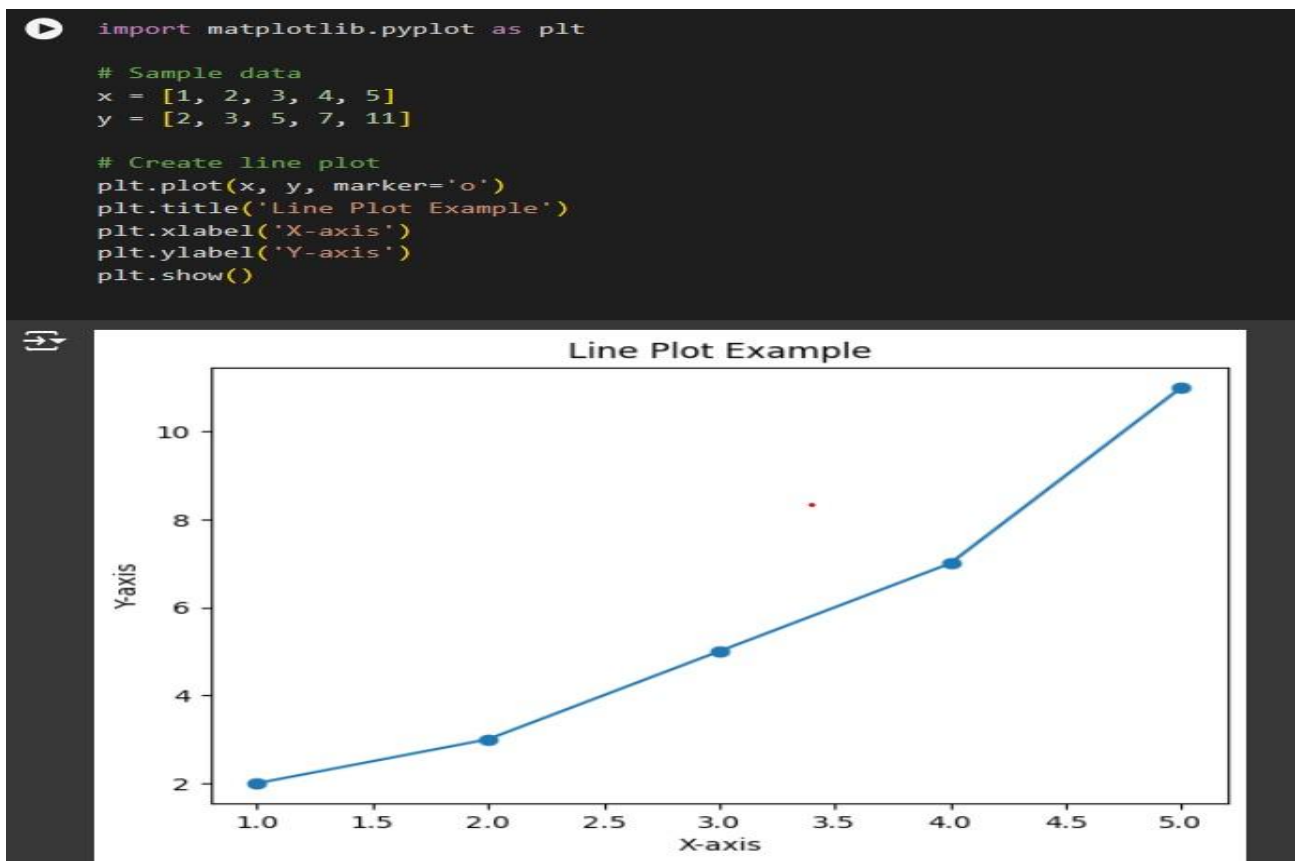 import matplotlib.pyplot as plt
# Sample data
x = [1, 2, 3, 4, 5]
y = [2, 3, 5, 7, 11]
# Create line plot
plt.plot(x, y, marker='o')
plt.title('Line Plot Example')
plt.xlabel('X-axis')
plt.ylabel('Y-axis')
plt.show()
Line Plot Example
10
8
6
4
2
Y-axis
1.0 1.5 2.0 2.5 3.0 3.5 4.0 4.5 5.0
X-axis